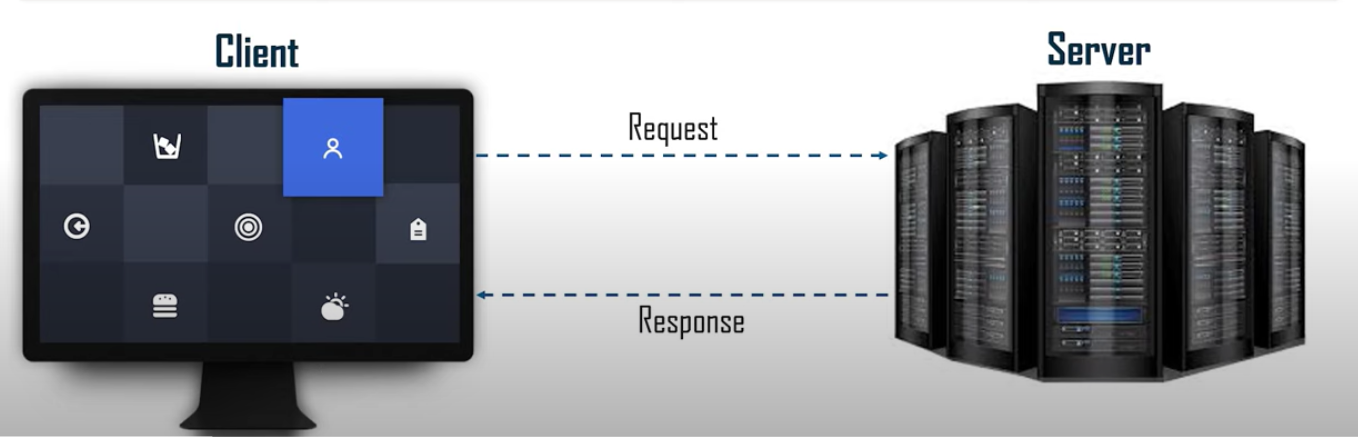 Client
Server
Request
Response